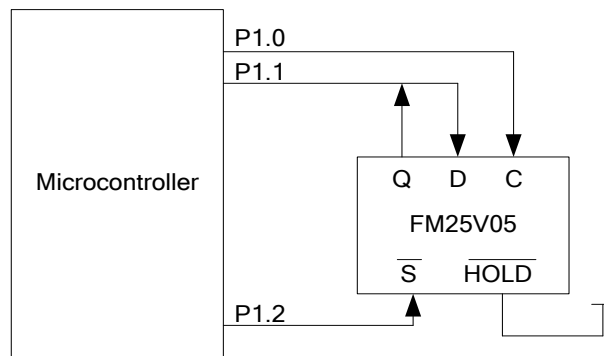 P1.0
P1.1
Microcontroller
Q D C
FM25V05
S HOLD
P1.2